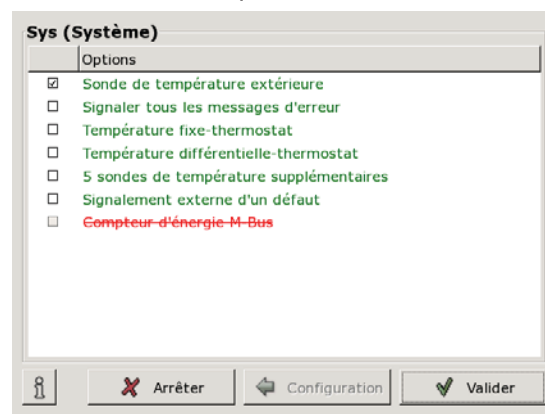 Sys (Système)
Options
Sonde de température extérieure
Signaler tous les messages d'erreur
Température fixe-thermostat
Température différentielle-thermostat
5 sondes de température supplémentaires
Signalement externe d'un défaut
Compteur d'énergie M-Bus
Arrêter Configuration Valider